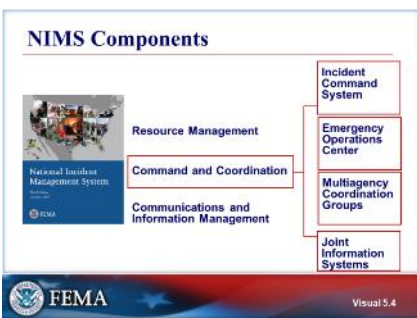 NIMS Components
National Incident
Management System
FEMA
Resource Management
Command and Coordination
Communications and
Information Management
Incident
Command
System
Emergency
Operations
Center
Multiagency
Coordination
Groups
Joint
Information
Systems
FEMA
Visual 5.4